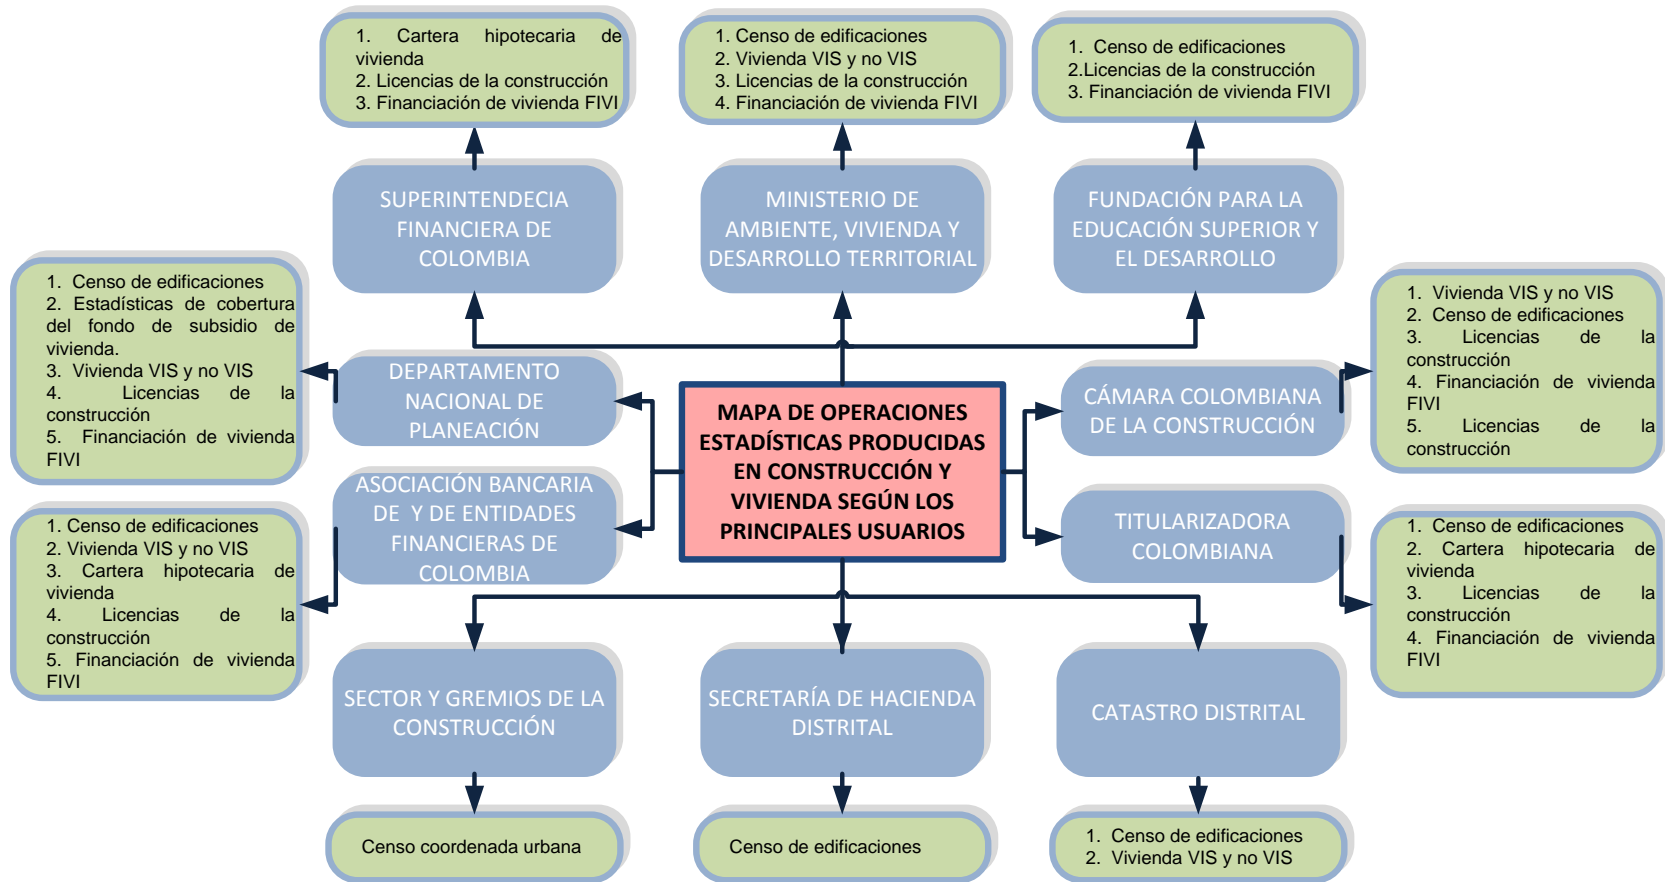 1. Cartera hipotecaria de
vivienda
2. Licencias de la construcción
3. Financiación de vivienda FIVI
1. Censo de edificaciones
2. Vivienda VIS y no VIS
3. Licencias de la construcción
4. Financiación de vivienda FIVI
1. Censo de edificaciones
2.Licencias de la construcción
3. Financiación de vivienda FIVI
SUPERINTENDECIA
FINANCIERA DE
COLOMBIA
MINISTERIO DE
AMBIENTE, VIVIENDA Y
DESARROLLO TERRITORIAL
FUNDACIÓN PARA LA
EDUCACIÓN SUPERIOR Y
EL DESARROLLO
1. Censo de edificaciones
2. Estadísticas de cobertura
del fondo de subsidio de
vivienda.
3. Vivienda VIS y no VIS
4. Licencias de la
construcción
5. Financiación de vivienda
FIVI
DEPARTAMENTO
NACIONAL DE
PLANEACIÓN
MAPA DE OPERACIONES
ESTADÍSTICAS PRODUCIDAS
EN CONSTRUCCIÓN Y
VIVIENDA SEGÚN LOS
PRINCIPALES USUARIOS
CÁMARA COLOMBIANA
DE LA CONSTRUCCIÓN
1. Vivienda VIS y no VIS
2. Censo de edificaciones
3. Licencias de la
construcción
4. Financiación de vivienda
FIVI
5. Licencias de la
construcción
1. Censo de edificaciones
2. Vivienda VIS y no VIS
3. Cartera hipotecaria de
vivienda
4. Licencias de la
construcción
5. Financiación de vivienda
FIVI
ASOCIACIÓN BANCARIA
DE Y DE ENTIDADES
FINANCIERAS DE
COLOMBIA
TITULARIZADORA
COLOMBIANA
1. Censo de edificaciones
2. Cartera hipotecaria de
vivienda
3. Licencias de la
construcción
4. Financiación de vivienda
FIVI
SECTOR Y GREMIOS DE LA
CONSTRUCCIÓN
SECRETARÍA DE HACIENDA
DISTRITAL
CATASTRO DISTRITAL
Censo coordenada urbana
Censo de edificaciones
1. Censo de edificaciones
2. Vivienda VIS y no VIS